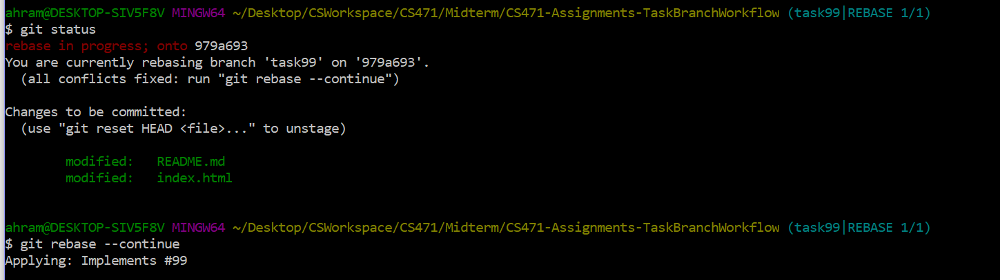 ahram@DESKTOP-SIV5F8V MINGW64 ~/Desktop/CSWorkspace/CS471/Midterm/CS471-Assignments-TaskBranchWorkflow (task99|REBASE 1/1)
$ git status
rebase in progress; onto 979a693
You are currently rebasing branch 'task99' on '979a693'.
  (all conflicts fixed: run "git rebase --continue")

Changes to be committed:
  (use "git reset HEAD <file>..." to unstage)

        modified:   README.md
        modified:   index.html

ahram@DESKTOP-SIV5F8V MINGW64 ~/Desktop/CSWorkspace/CS471/Midterm/CS471-Assignments-TaskBranchWorkflow (task99|REBASE 1/1)
$ git rebase --continue
Applying: Implements #99